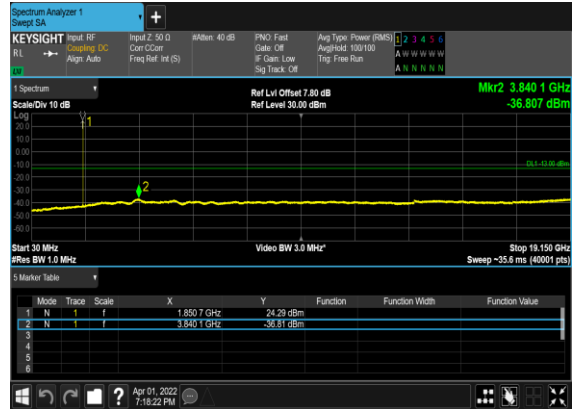 Spectrum Analyzer 1
Swept SA
+
KEYSIGHT Input: RF Input Z: 50 Ω #Atten: 40 dB PNO: Fast Avg Type: Power (RMS) 1 2 3 4 5 6
R L Coupling: DC Corr CCorr Gate: Off Avg|Hold: 100/100 A W W W W W
Align: Auto Freq Ref: Int (S) IF Gain: Low Trig: Free Run
Sig Track: Off A N N N N N
1 Spectrum Ref Lvl Offset 7.80 dB Mkr2 3.840 1 GHz
Scale/Div 10 dB Ref Level 30.00 dBm -36.807 dBm
Log
1
20.0
10.0
0.00
-10.0 DL1 -13.00 dBm
-20.0
-30.0 2
-40.0
-50.0
-60.0
Start 30 MHz Video BW 3.0 MHz* Stop 19.150 GHz
#Res BW 1.0 MHz Sweep ~35.6 ms (40001 pts)
5 Marker Table
Mode Trace Scale X Y Function Function Width Function Value
1 N 1 f 1.850 7 GHz 24.29 dBm
2 N 1 f 3.840 1 GHz -36.81 dBm
3
4
5
6
? Apr 01, 2022
7:18:22 PM